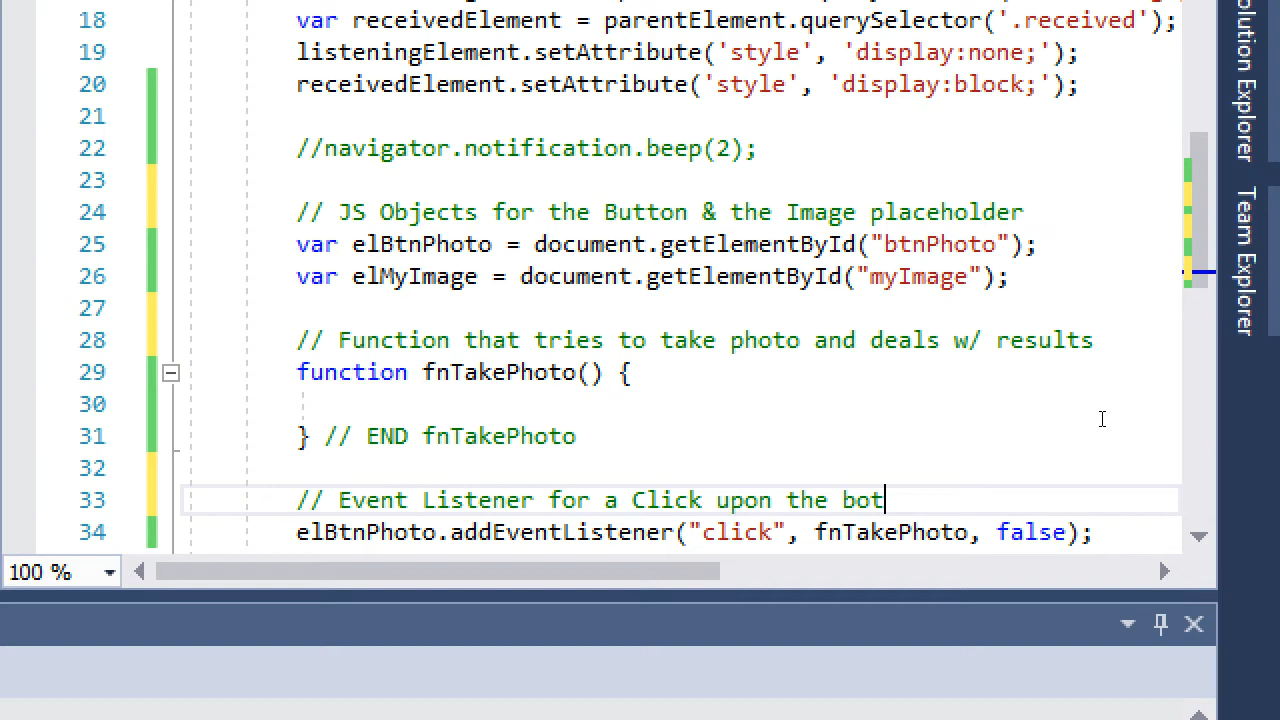 18 var receivedElement = parentElement.querySelector('.received');
19 listeningElement.setAttribute('style', 'display:none;');
20 receivedElement.setAttribute('style', 'display:block;');
21
22 //navigator.notification.beep(2);
23
24 // JS Objects for the Button & the Image placeholder
25 var elBtnPhoto = document.getElementById("btnPhoto");
26 var elMyImage = document.getElementById("myImage");
27
28 // Function that tries to take photo and deals w/ results
29 function fnTakePhoto() {
30
31 } // END fnTakePhoto
32
33 // Event Listener for a Click upon the bot
34 elBtnPhoto.addEventListener("click", fnTakePhoto, false);
100 %
Explorer
Team Explorer